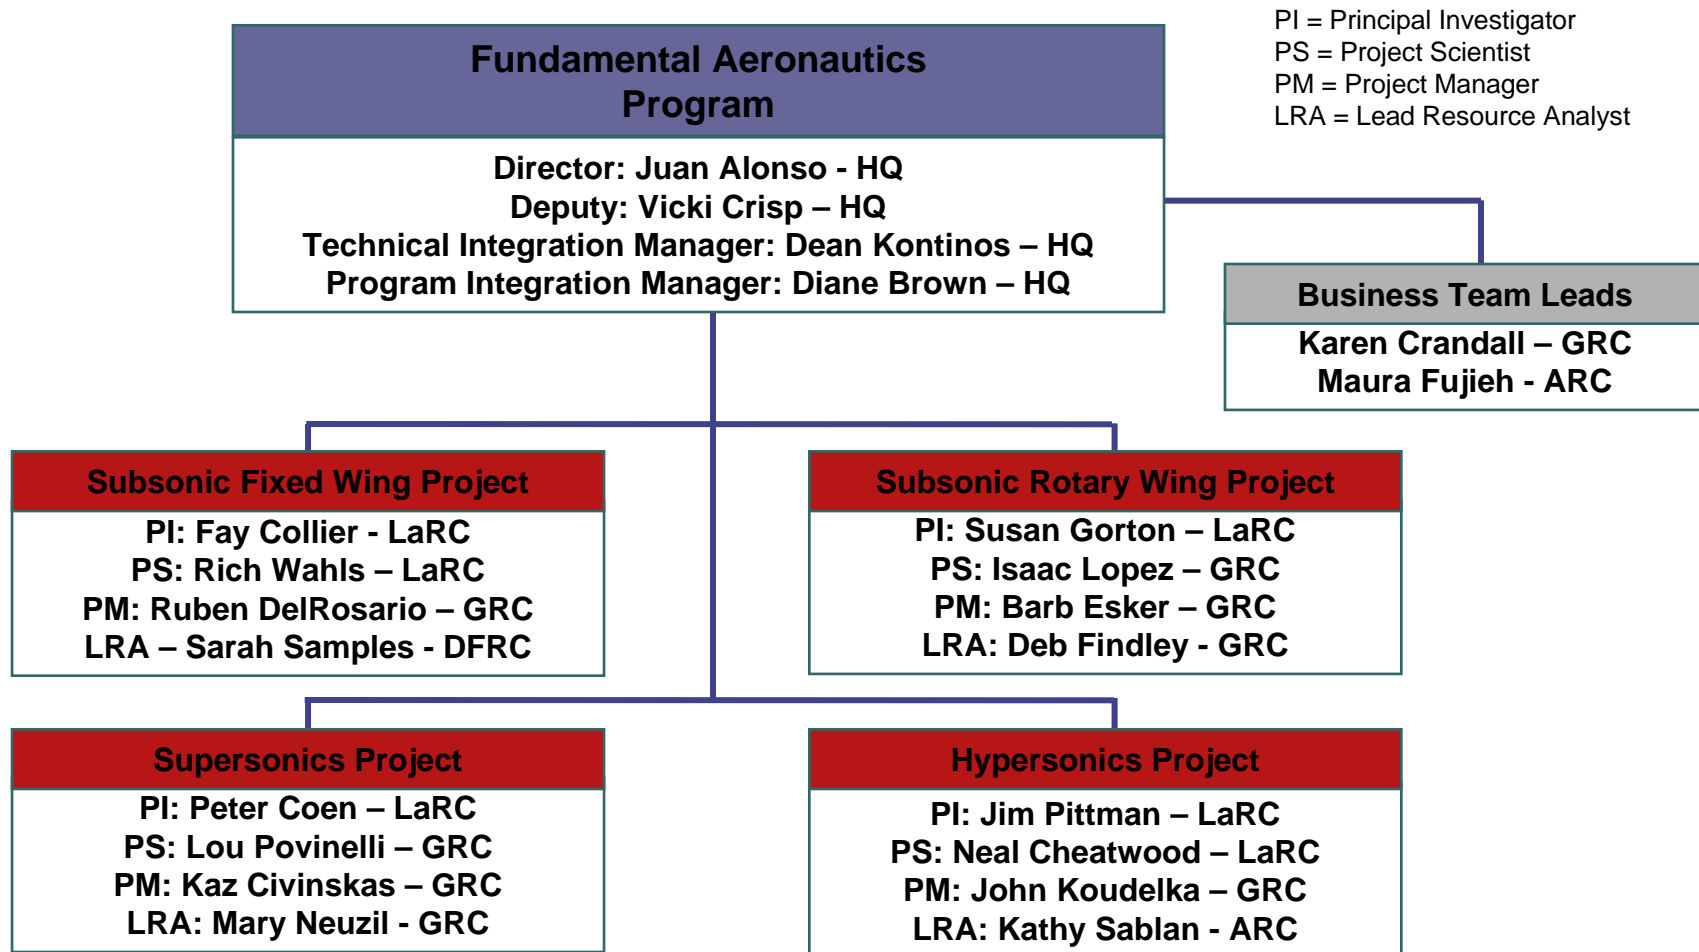 PI = Principal Investigator
PS = Project Scientist
PM = Project Manager
LRA = Lead Resource Analyst
Fundamental Aeronautics
Program
Director: Juan Alonso - HQ
Deputy: Vicki Crisp – HQ
Technical Integration Manager: Dean Kontinos – HQ
Program Integration Manager: Diane Brown – HQ
Business Team Leads
Karen Crandall – GRC
Maura Fujieh - ARC
Subsonic Fixed Wing Project
PI: Fay Collier - LaRC
PS: Rich Wahls – LaRC
PM: Ruben DelRosario – GRC
LRA – Sarah Samples - DFRC
Subsonic Rotary Wing Project
PI: Susan Gorton – LaRC
PS: Isaac Lopez – GRC
PM: Barb Esker – GRC
LRA: Deb Findley - GRC
Supersonics Project
PI: Peter Coen – LaRC
PS: Lou Povinelli – GRC
PM: Kaz Civinskas – GRC
LRA: Mary Neuzil - GRC
Hypersonics Project
PI: Jim Pittman – LaRC
PS: Neal Cheatwood – LaRC
PM: John Koudelka – GRC
LRA: Kathy Sablan - ARC